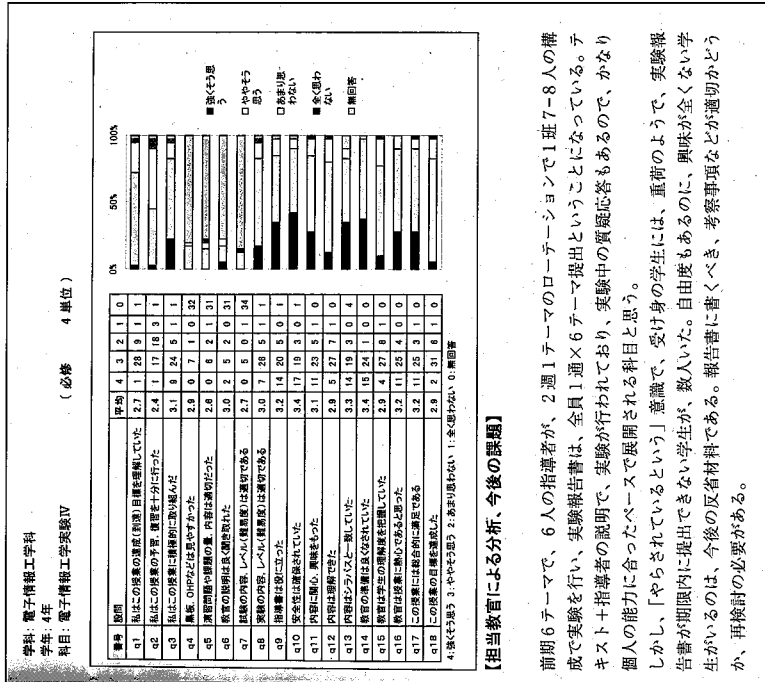 学科: 電子情報工学科
学年: 4年
科目: 電子情報工学実験Ⅳ （必修 4単位）
番号 設問 平均 4 3 2 1 0
q1 私はこの授業の達成(到達)目標を理解していた 2.7 1 28 9 1 1
q2 私はこの授業の予習、復習を十分に行った 2.4 1 17 18 3 1
q3 私はこの授業に積極的に取り組んだ 3.1 9 24 5 1 1
q4 黒板、OHPなどは見やすかった 2.9 0 7 1 0 32
q5 演習問題や課題の量、内容は適切だった 2.6 0 6 2 1 31
q6 教官の説明は良く聞き取れた 3.0 2 5 2 0 31
q7 試験の内容、レベル(難易度)は適切である 2.7 0 5 0 1 34
q8 実験の内容、レベル(難易度)は適切である 3.0 7 28 5 1 1
q9 指導書は役に立った 3.2 14 20 5 0 1
q10 安全性は確保されていた 3.4 17 19 3 0 1
q11 内容に関心、興味をもった 3.1 11 23 5 1 0
q12 内容は理解できた 2.9 5 27 7 1 0
q13 内容はシラバスと一致していた 3.3 14 19 3 0 4
q14 教官の準備は良くなされていた 3.4 15 24 1 0 0
q15 教官は学生の理解度を把握していた 2.9 4 27 8 1 0
q16 教官は授業に熱心であると思った 3.2 11 25 4 0 0
q17 この授業には総合的に満足である 3.2 11 25 3 1 0
q18 この授業の目標を達成した 2.9 2 31 6 1 0
4:強くそう思う 3:ややそう思う 2:あまり思わない 1:全く思わない 0:無回答
0% 50% 100%
■強くそう思う
□ややそう思う
□あまり思わない
■全く思わない
□無回答
【担当教官による分析、今後の課題】
前期6テーマで、6人の指導者が、2週1テーマのローテーションで1班7-8人の構
成で実験を行い、実験報告書は、全員1通×6テーマ提出ということになっている。テ
キスト＋指導者の説明で、実験が行われており、実験中の質疑応答もあるので、かなり
個人の能力に合ったペースで展開される科目と思う。
しかし、「やらされているという」意識で、受け身の学生には、重荷のようで、実験報
告書が期限内に提出できない学生が、数人いた。自由度もあるのに、興味が全くない学
生がいるのは、今後の反省材料である。報告書に書くべき、考察事項などが適切かどう
か、再検討の必要がある。